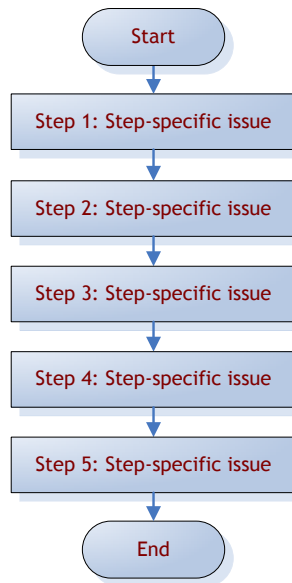 Start
Step 1: Step-specific issue
Step 2: Step-specific issue
Step 3: Step-specific issue
Step 4: Step-specific issue
Step 5: Step-specific issue
End